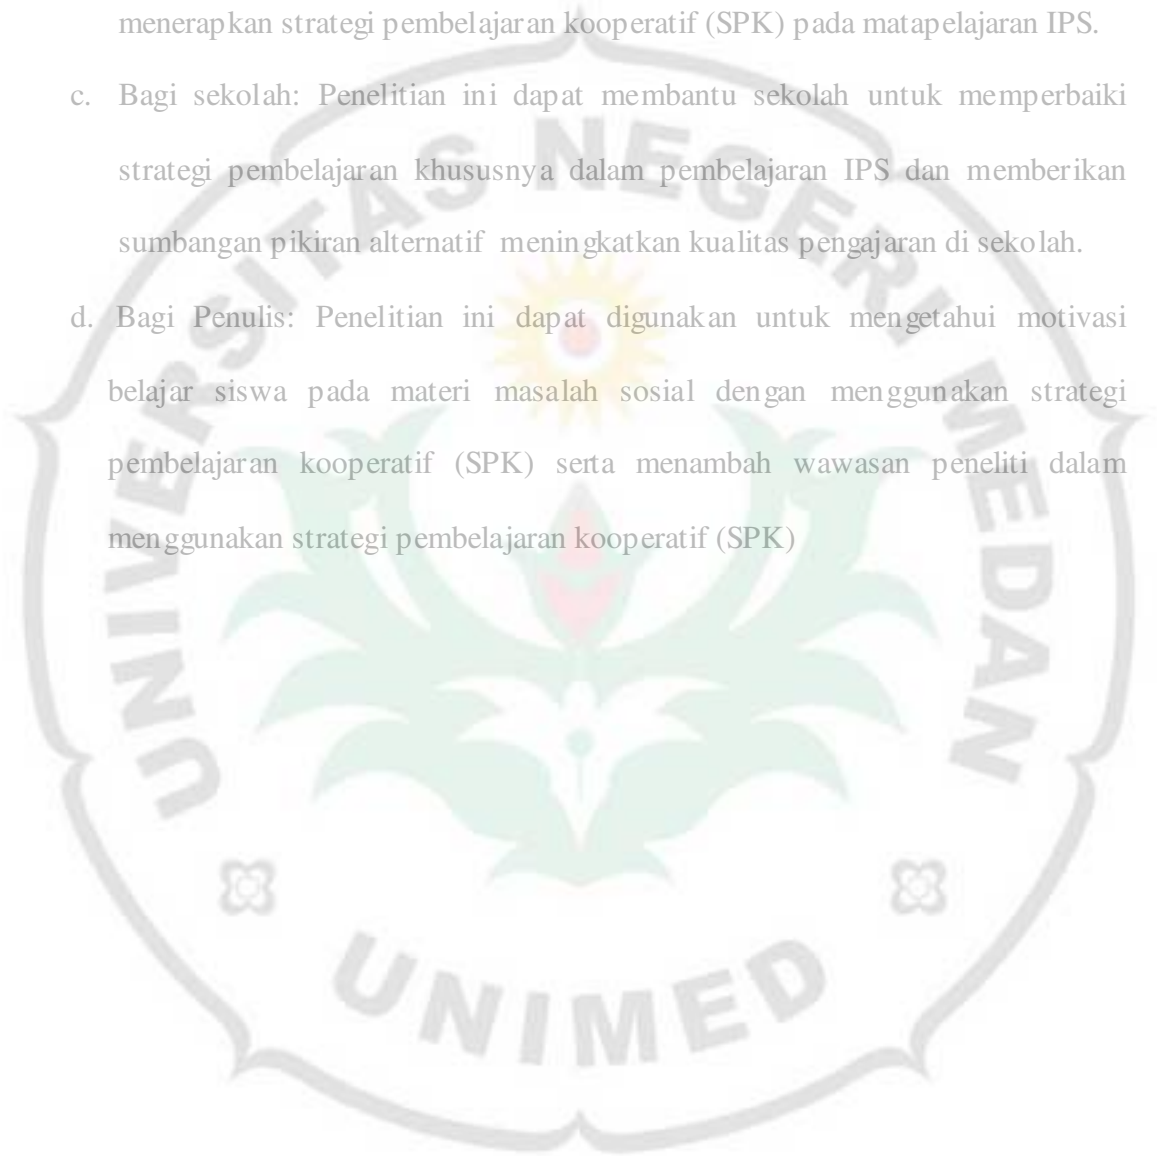 menerapkan strategi pembelajaran kooperatif (SPK) pada matapelajaran IPS.
c. Bagi sekolah: Penelitian ini dapat membantu sekolah untuk memperbaiki
strategi pembelajaran khususnya dalam pembelajaran IPS dan memberikan
sumbangan pikiran alternatif meningkatkan kualitas pengajaran di sekolah.
d. Bagi Penulis: Penelitian ini dapat digunakan untuk mengetahui motivasi
belajar siswa pada materi masalah sosial dengan menggunakan strategi
pembelajaran kooperatif (SPK) serta menambah wawasan peneliti dalam
menggunakan strategi pembelajaran kooperatif (SPK)
UNIVERSITAS NEGERI MEDAN
UNIMED